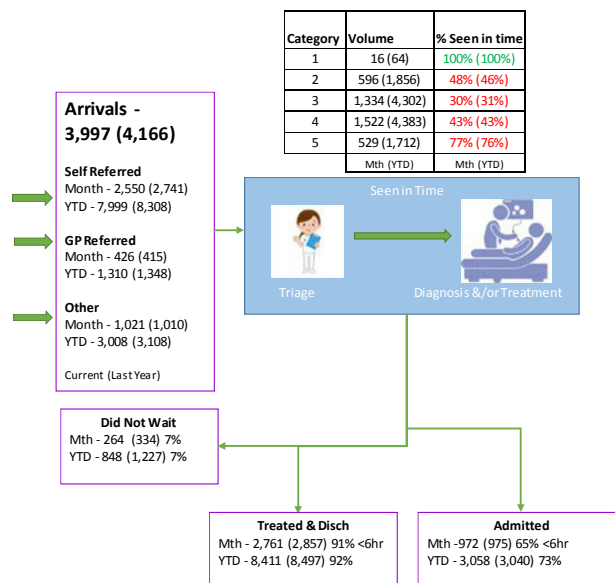 Category Volume % Seen in time
1 16 (64) 100% (100%)
2 596 (1,856) 48% (46%)
3 1,334 (4,302) 30% (31%)
4 1,522 (4,383) 43% (43%)
5 529 (1,712) 77% (76%)
Mth (YTD) Mth (YTD)
Arrivals -
3,997 (4,166)
Self Referred
Month - 2,550 (2,741)
YTD - 7,999 (8,308)
GP Referred
Month - 426 (415)
YTD - 1,310 (1,348)
Other
Month - 1,021 (1,010)
YTD - 3,008 (3,108)
Current (Last Year)
Seen in Time
Triage
Diagnosis &/or Treatment
Did Not Wait
Mth - 264 (334) 7%
YTD - 848 (1,227) 7%
Treated & Disch
Mth - 2,761 (2,857) 91% <6hr
YTD - 8,411 (8,497) 92%
Admitted
Mth -972 (975) 65% <6hr
YTD - 3,058 (3,040) 73%